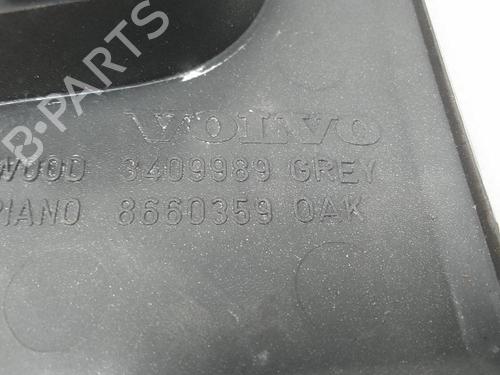 VOLVO
WOOD 3409989 GREY
PIANO 8660359 OAK
B-PARTS